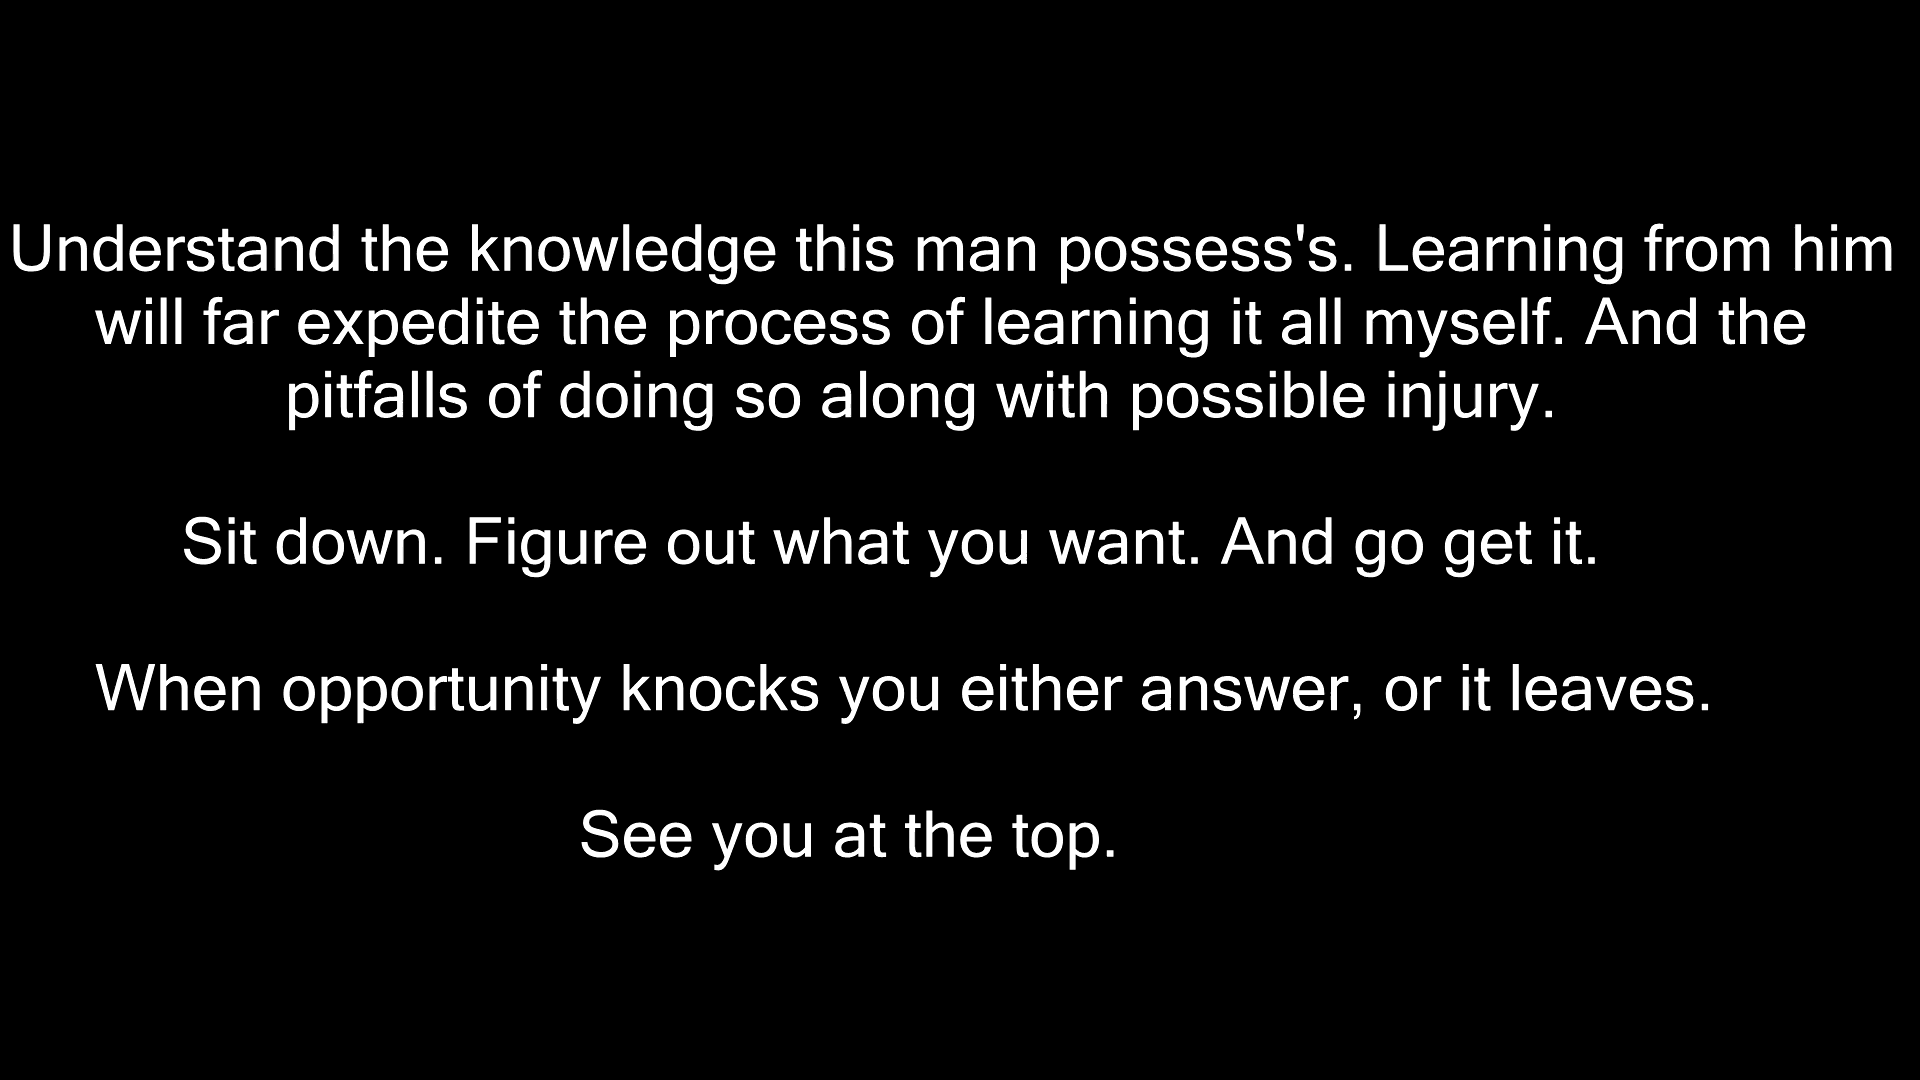 Understand the knowledge this man possess's. Learning from him
will far expedite the process of learning it all myself. And the
pitfalls of doing so along with possible injury.
Sit down. Figure out what you want. And go get it.
When opportunity knocks you either answer, or it leaves.
See you at the top.